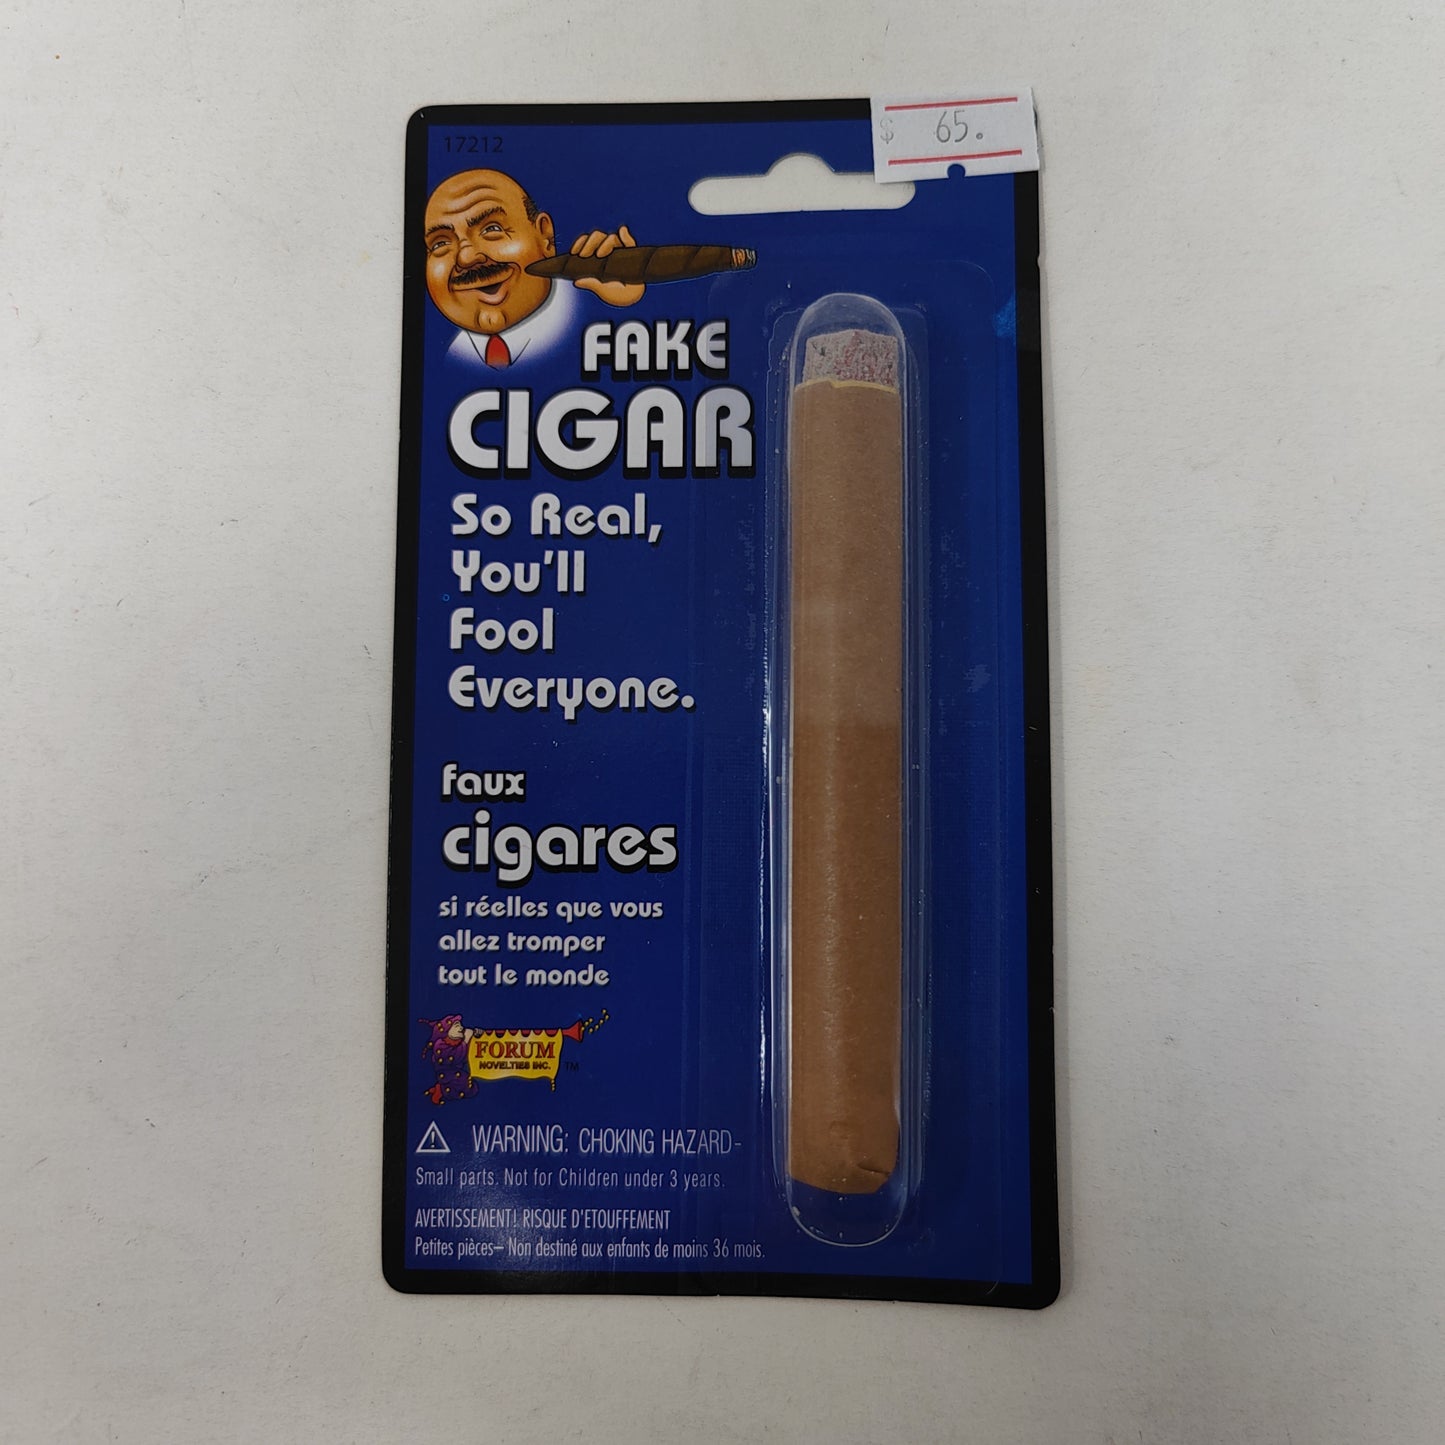 $ 65.
17212
FAKE
CIGAR
So Real,
You'll
Fool
Everyone.
faux
cigares
si réelles que vous
allez tromper
tout le monde
FORUM
NOVELTIES INC. TM
WARNING: CHOKING HAZARD-
Small parts. Not for Children under 3 years.
AVERTISSEMENT! RISQUE D'ETOUFFEMENT
Petites pièces– Non destiné aux enfants de moins 36 mois.